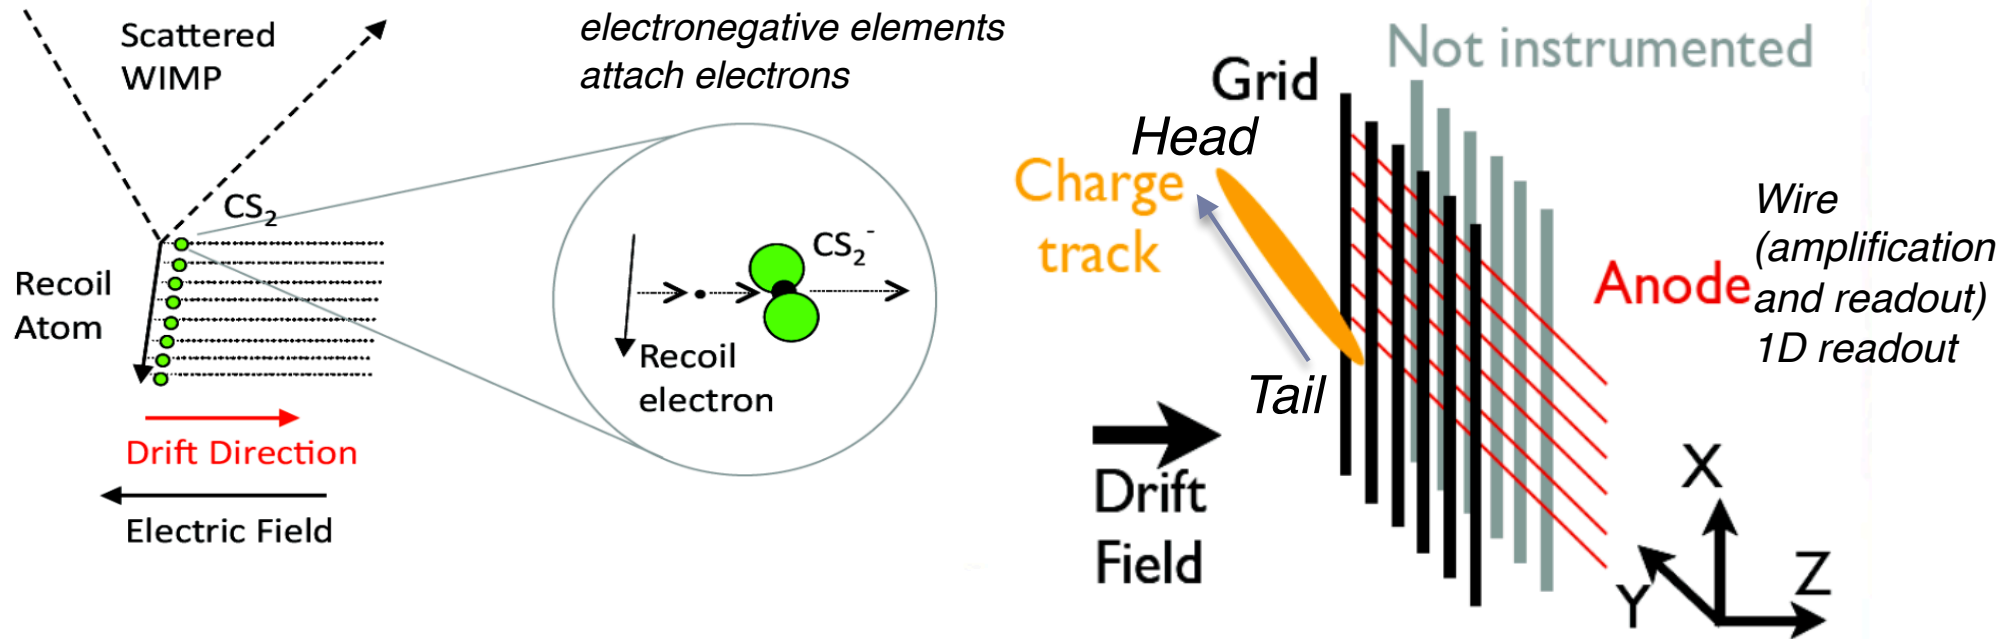 Scattered
WIMP
CS2
Recoil
Atom
Drift Direction
Electric Field
electronegative elements
attach electrons
CS2-
Recoil
electron
Not instrumented
Grid
Head
Charge
track
Tail
Drift
Field
Anode
Wire
(amplification
and readout)
1D readout
X
Y
Z